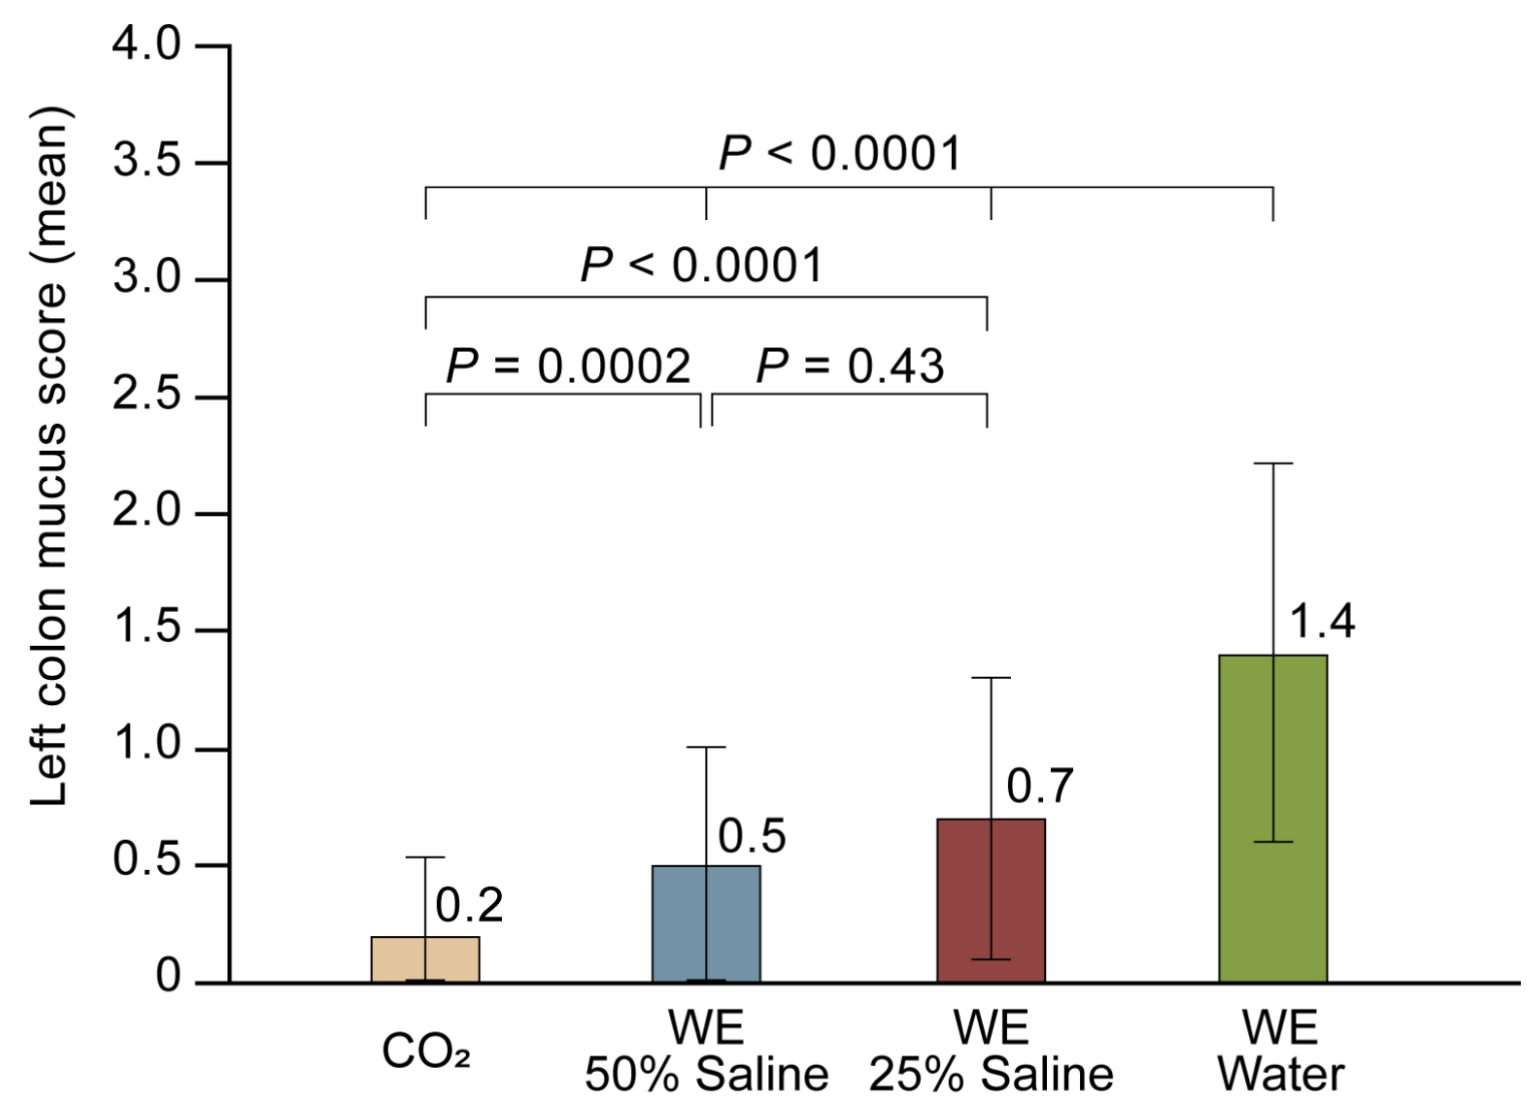 Left colon mucus score (mean)
4.0
3.5
3.0
2.5
2.0
1.5
1.0
0.5
0
P < 0.0001
P < 0.0001
P = 0.0002
P = 0.43
0.2
0.5
0.7
1.4
CO₂
WE
50% Saline
WE
25% Saline
WE
Water